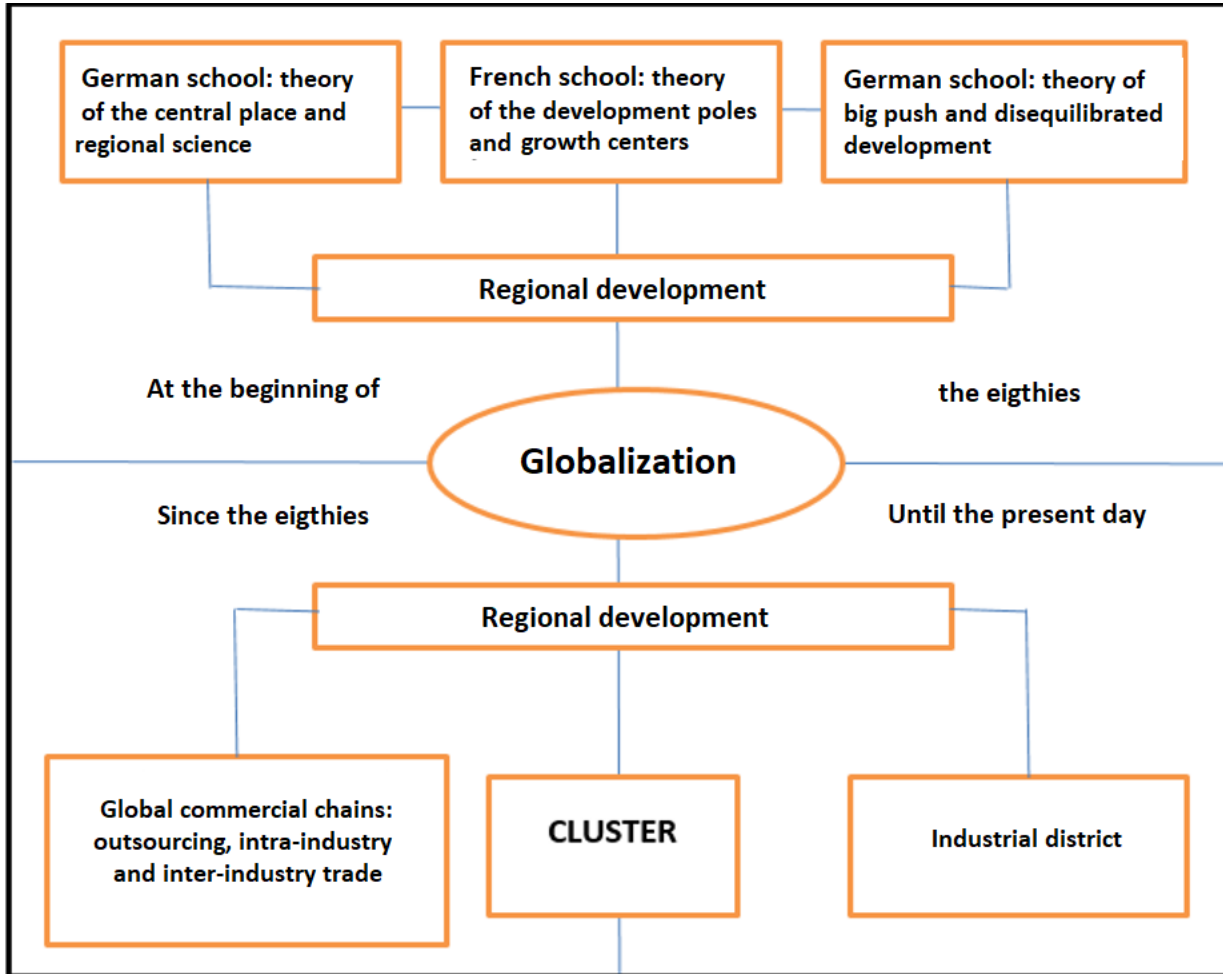 German school: theory
of the central place and
regional science
French school: theory
of the development poles
and growth centers
German school: theory of
big push and disequilibrated
development
Regional development
At the beginning of
the eigthies
Globalization
Since the eigthies
Until the present day
Regional development
Global commercial chains:
outsourcing, intra-industry
and inter-industry trade
CLUSTER
Industrial district